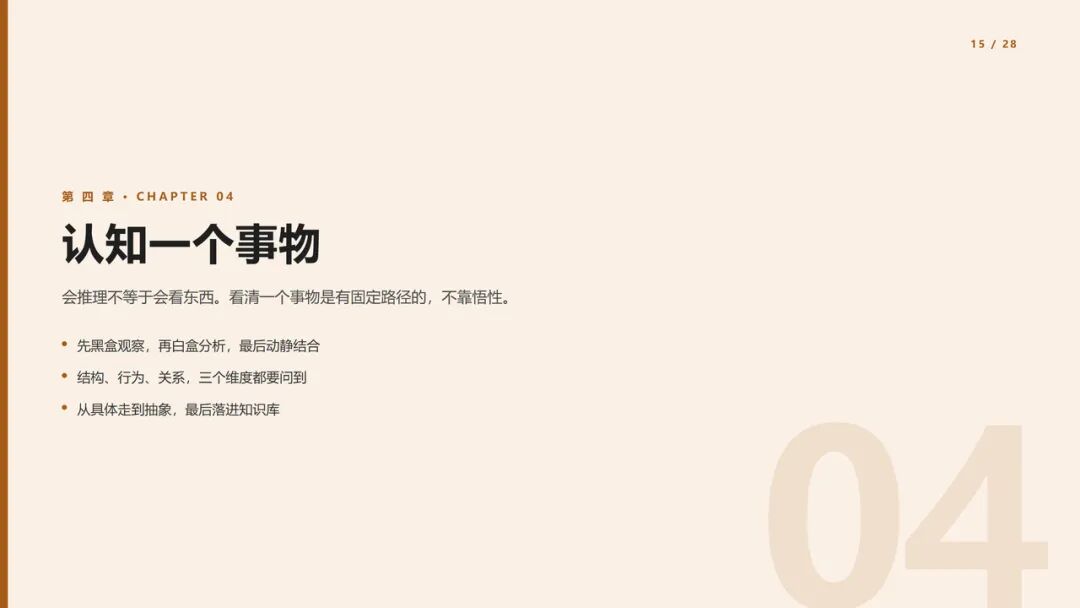 15 / 28
第 四 章 • CHAPTER 04
认知一个事物
会推理不等于会看东西。看清一个事物是有固定路径的，不靠悟性。
• 先黑盒观察，再白盒分析，最后动静结合
• 结构、行为、关系，三个维度都要问到
• 从具体走到抽象，最后落进知识库
04